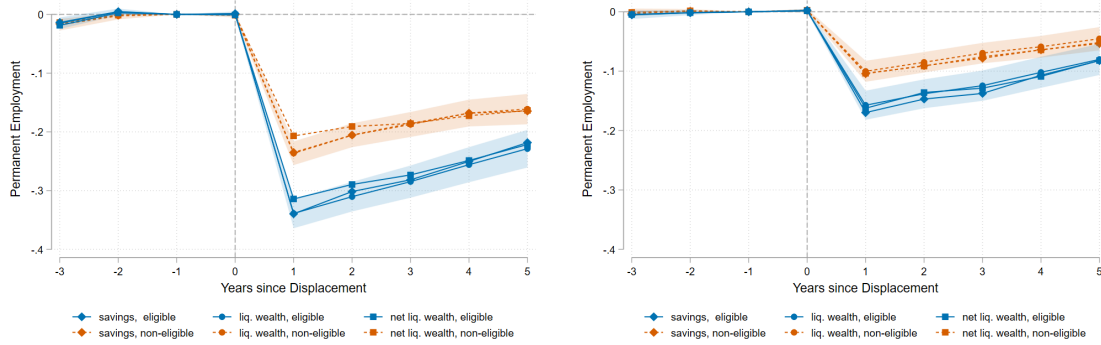 0
-.1
-.2
-.3
-.4
Permanent Employment
-3 -2 -1 0 1 2 3 4 5
Years since Displacement
savings, eligible liq. wealth, eligible net liq. wealth, eligible
savings, non-eligible liq. wealth, non-eligible net liq. wealth, non-eligible
0
-.1
-.2
-.3
-.4
Permanent Employment
-3 -2 -1 0 1 2 3 4 5
Years since Displacement
savings, eligible liq. wealth, eligible net liq. wealth, eligible
savings, non-eligible liq. wealth, non-eligible net liq. wealth, non-eligible